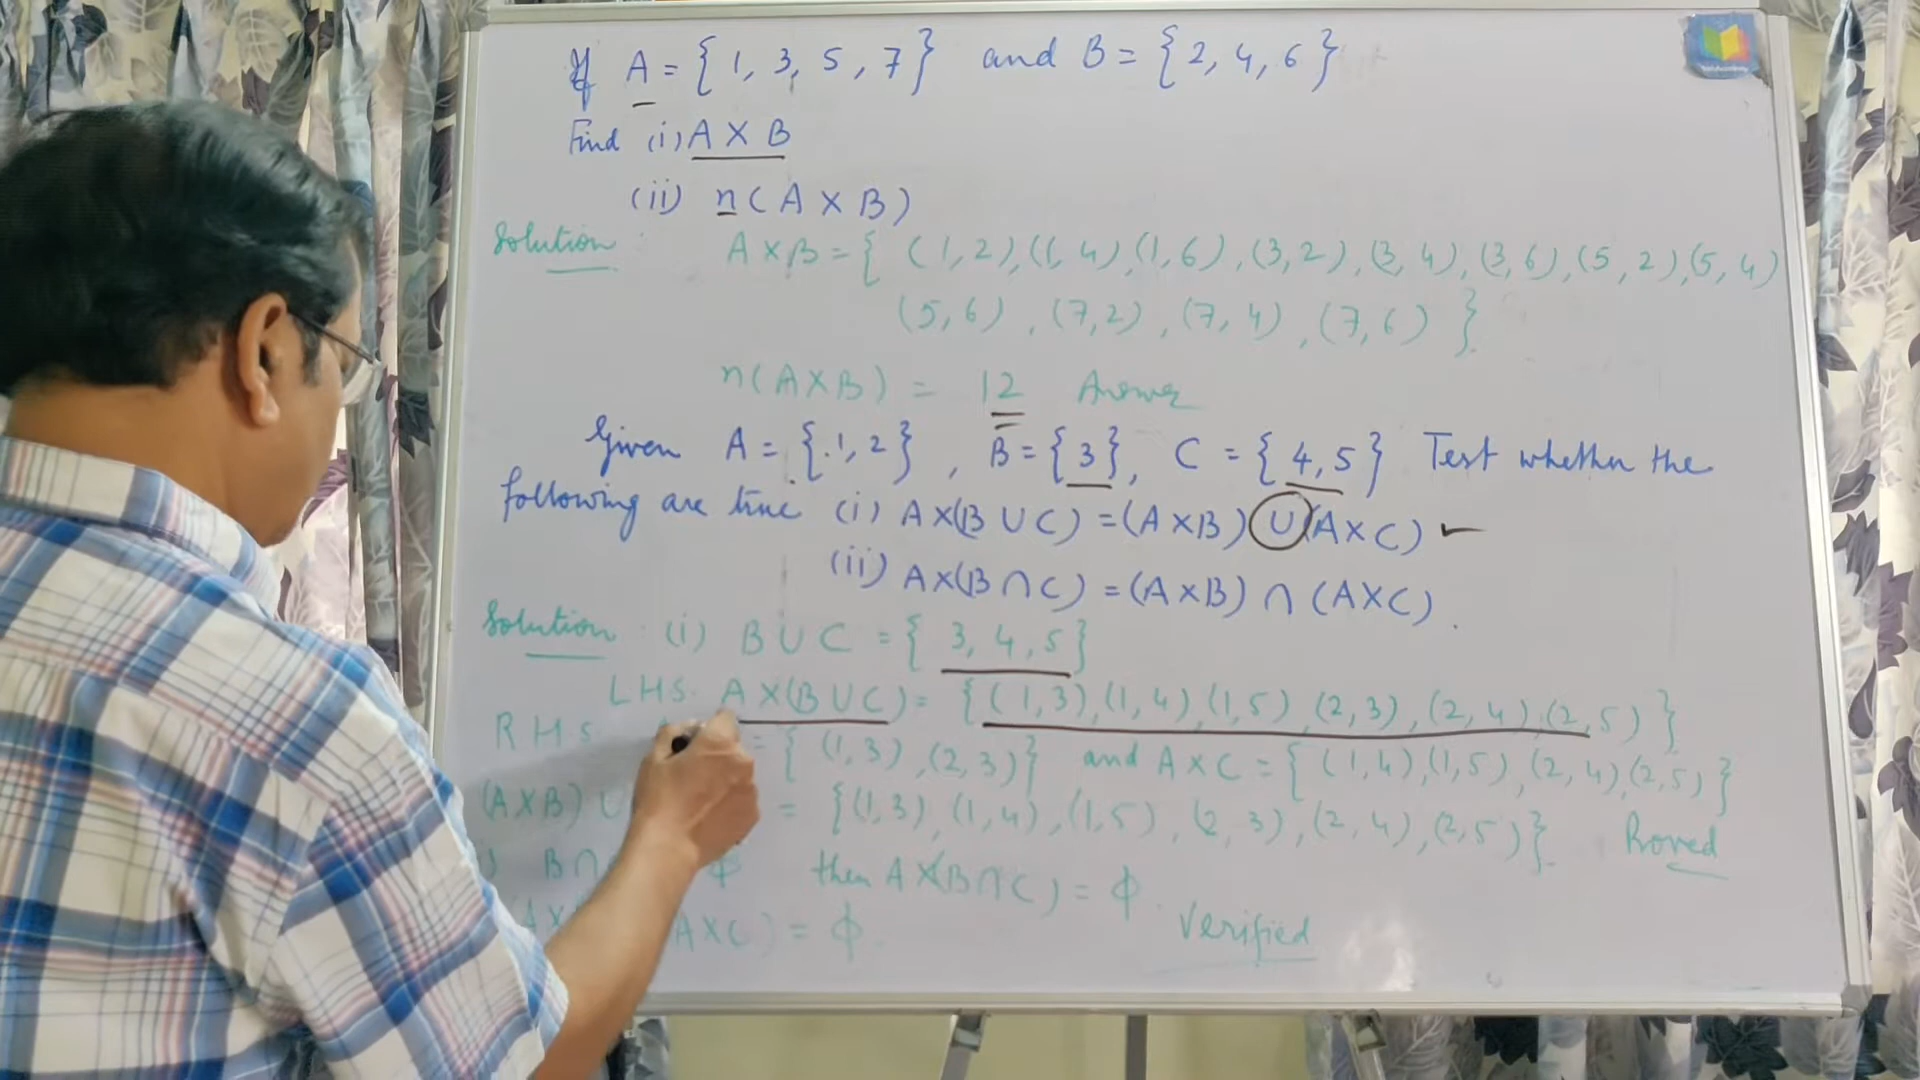 If A = { 1, 3, 5, 7 } and B = { 2, 4, 6 }
Find (i) A X B
(ii) n ( A X B )
Solution : A X B = { (1, 2), (1, 4), (1, 6), (3, 2), (3, 4), (3, 6), (5, 2), (5, 4)
(5, 6), (7, 2), (7, 4), (7, 6) }
n ( A X B ) = 12 Answer
Given A = { 1, 2 }, B = { 3 }, C = { 4, 5 } Test whether the
following are true (i) A X (B ∪ C) = (A X B) ∪ (A X C)
(ii) A X (B ∩ C) = (A X B) ∩ (A X C).
Solution (i) B ∪ C = { 3, 4, 5 }
LHS. A X (B ∪ C) = { (1, 3), (1, 4), (1, 5), (2, 3), (2, 4), (2, 5) }
RHS = { (1, 3), (2, 3) } and A X C = { (1, 4), (1, 5), (2, 4), (2, 5) }
(A X B) ∪ = { (1, 3), (1, 4), (1, 5), (2, 3), (2, 4), (2, 5) }. Proved
) B ∩ ϕ then A X (B ∩ C) = ϕ.
A X A X C) = ϕ. Verified